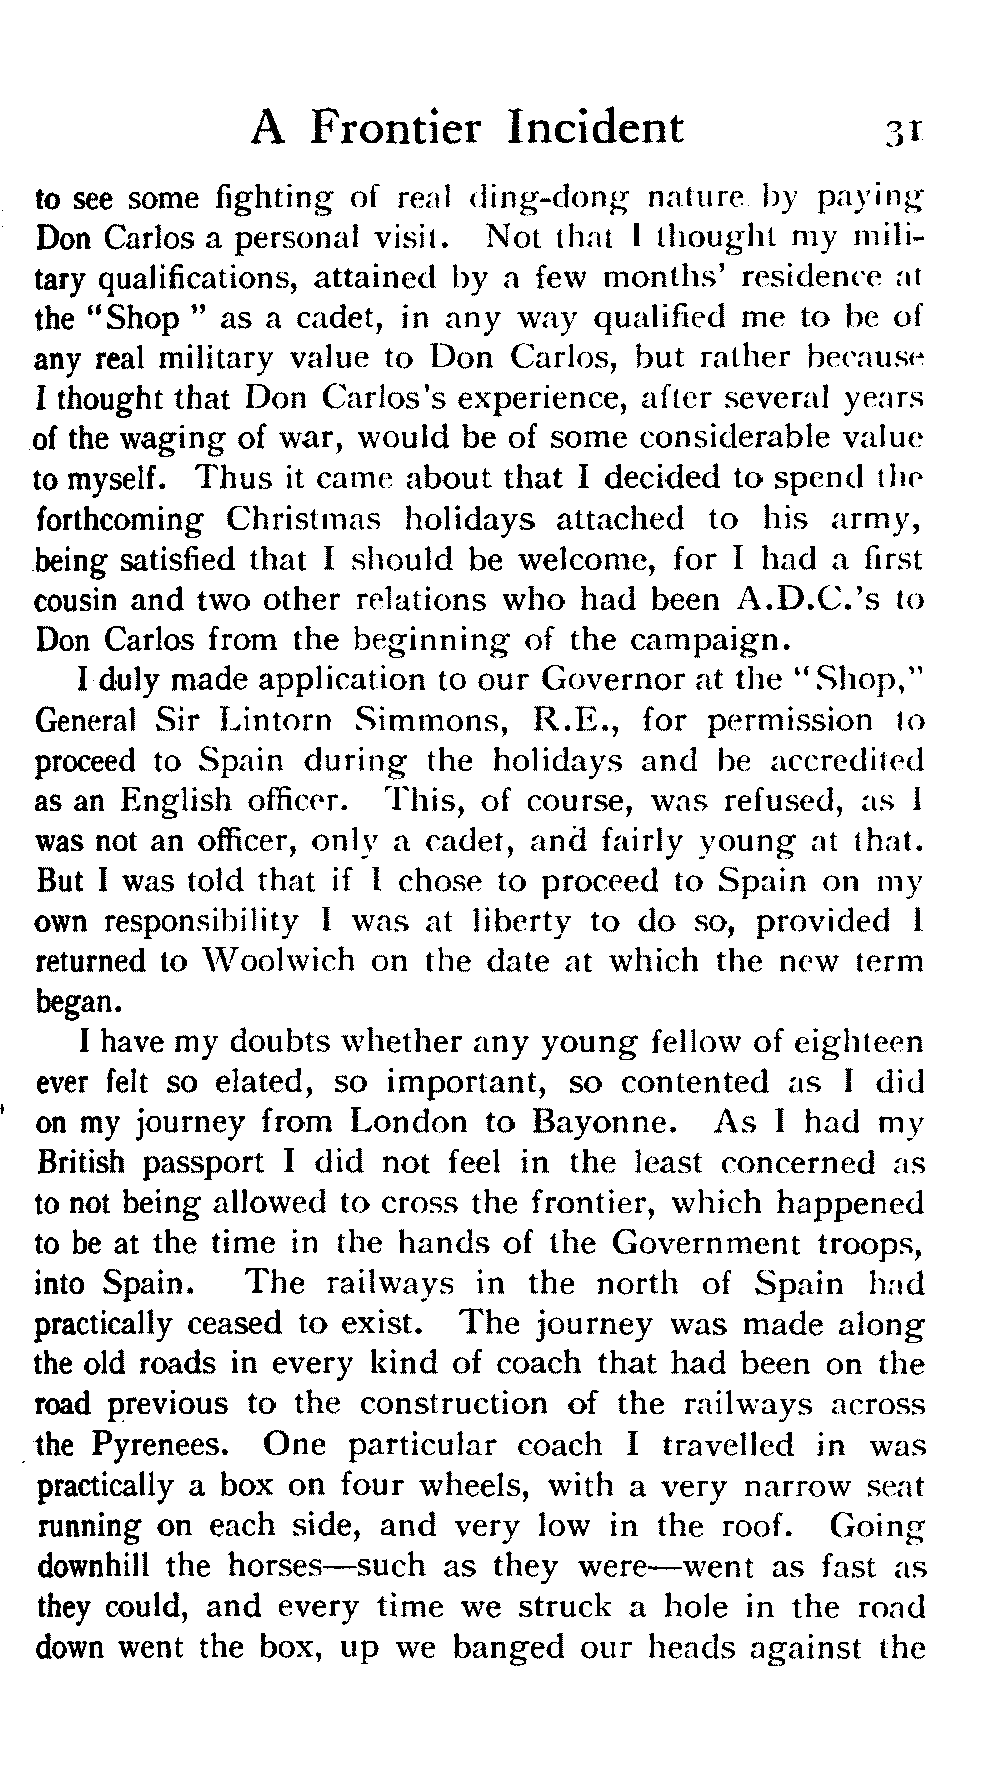 A Frontier Incident 31
to see some fighting of real ding-dong nature by paying
Don Carlos a personal visit. Not that I thought my mili-
tary qualifications, attained by a few months' residence at
the "Shop" as a cadet, in any way qualified me to be of
any real military value to Don Carlos, but rather because
I thought that Don Carlos's experience, after several years
of the waging of war, would be of some considerable value
to myself. Thus it came about that I decided to spend the
forthcoming Christmas holidays attached to his army,
being satisfied that I should be welcome, for I had a first
cousin and two other relations who had been A.D.C.'s to
Don Carlos from the beginning of the campaign.
I duly made application to our Governor at the "Shop,"
General Sir Lintorn Simmons, R.E., for permission to
proceed to Spain during the holidays and be accredited
as an English officer. This, of course, was refused, as I
was not an officer, only a cadet, and fairly young at that.
But I was told that if I chose to proceed to Spain on my
own responsibility I was at liberty to do so, provided I
returned to Woolwich on the date at which the new term
began.
I have my doubts whether any young fellow of eighteen
ever felt so elated, so important, so contented as I did
on my journey from London to Bayonne. As I had my
British passport I did not feel in the least concerned as
to not being allowed to cross the frontier, which happened
to be at the time in the hands of the Government troops,
into Spain. The railways in the north of Spain had
practically ceased to exist. The journey was made along
the old roads in every kind of coach that had been on the
road previous to the construction of the railways across
the Pyrenees. One particular coach I travelled in was
practically a box on four wheels, with a very narrow seat
running on each side, and very low in the roof. Going
downhill the horses—such as they were—went as fast as
they could, and every time we struck a hole in the road
down went the box, up we banged our heads against the